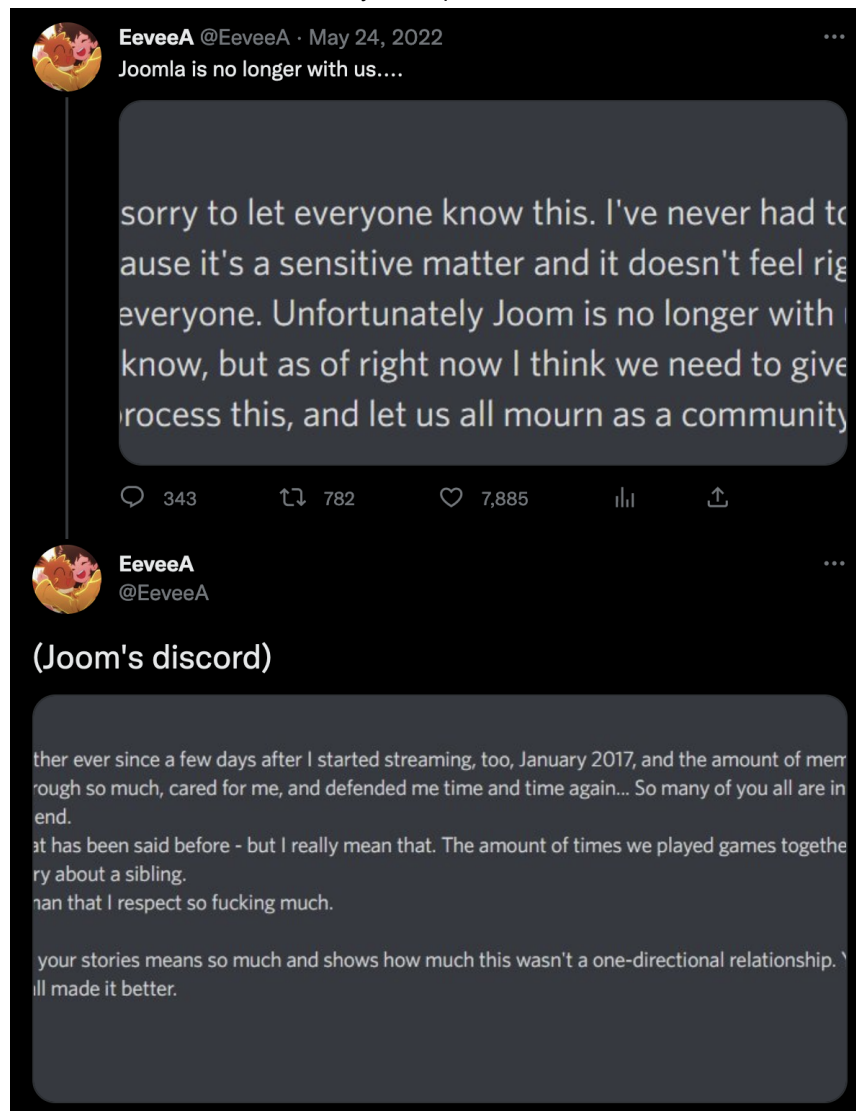 EeveeA @EeveeA · May 24, 2022
Joomla is no longer with us....
sorry to let everyone know this. I've never had to
ause it's a sensitive matter and it doesn't feel rig
everyone. Unfortunately Joom is no longer with
know, but as of right now I think we need to give
rocess this, and let us all mourn as a community
343 782 7,885
EeveeA
@EeveeA
(Joom's discord)
ther ever since a few days after I started streaming, too, January 2017, and the amount of mem
rough so much, cared for me, and defended me time and time again... So many of you all are in
end.
at has been said before - but I really mean that. The amount of times we played games togethe
ry about a sibling.
nan that I respect so fucking much.
your stories means so much and shows how much this wasn't a one-directional relationship.
ll made it better.